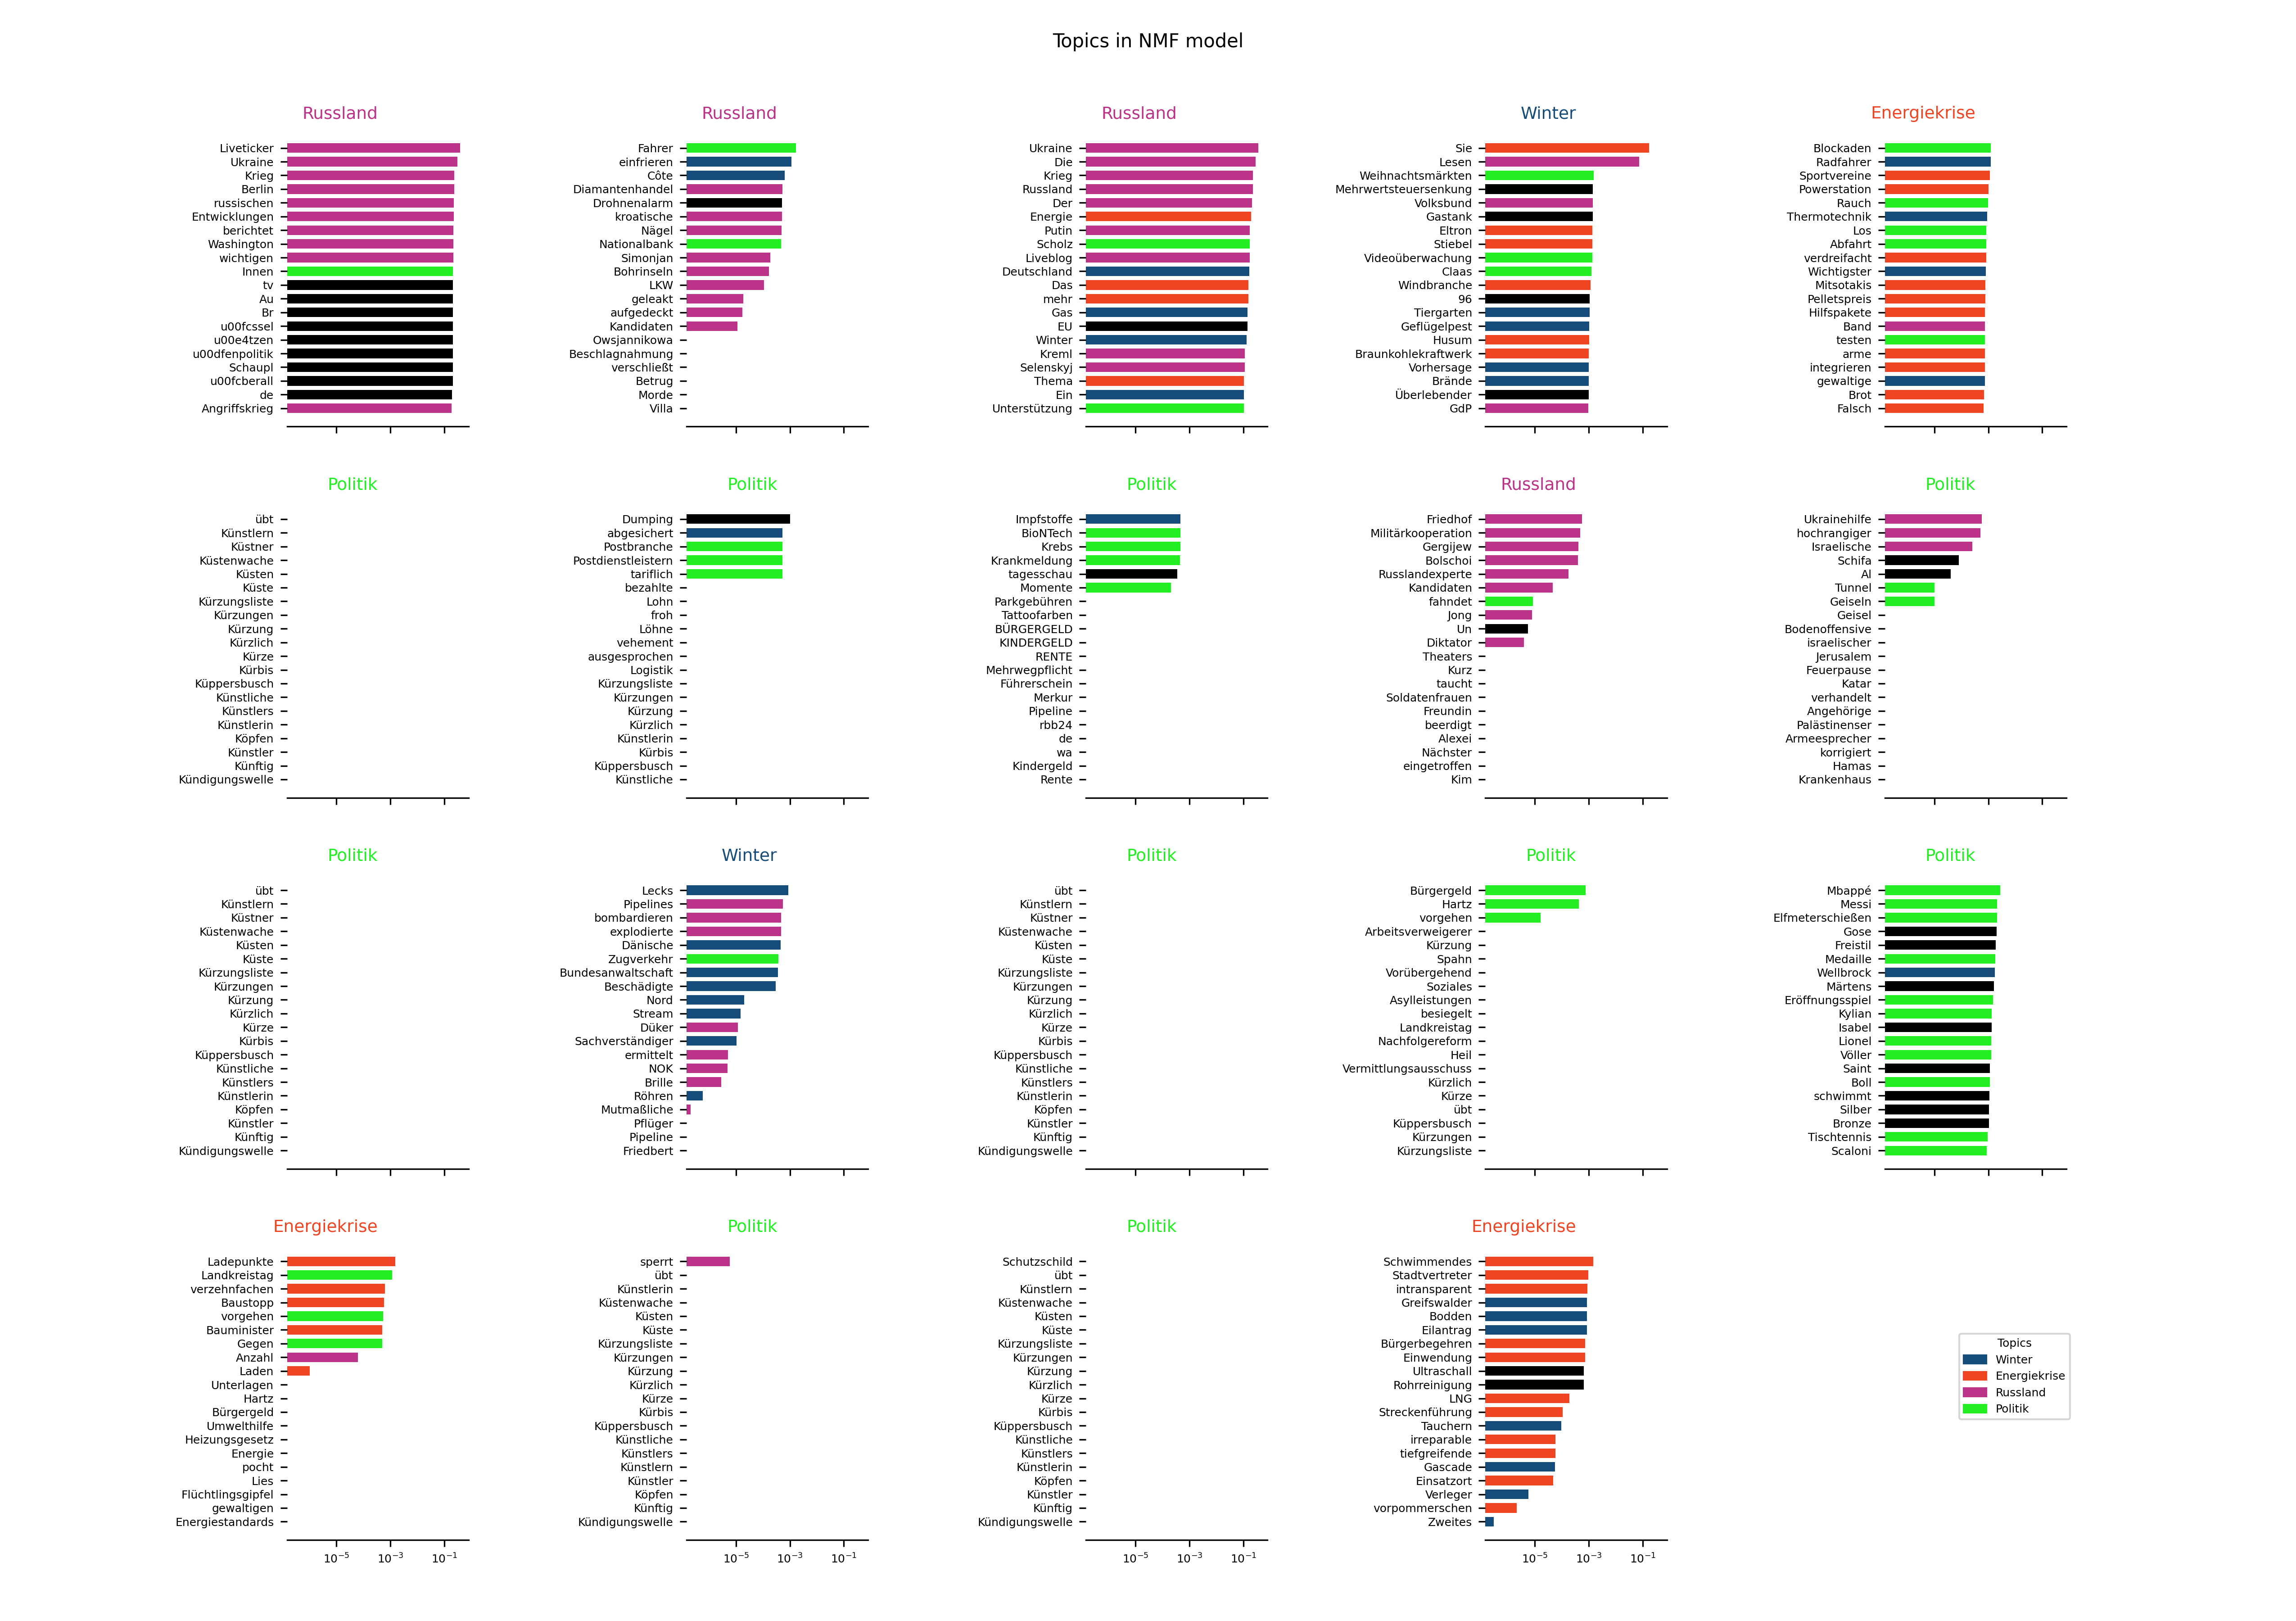 Topics in NMF model
Russland
Liveticker
Ukraine
Krieg
Berlin
russischen
Entwicklungen
berichtet
Washington
wichtigen
Innen
tv
Au
Br
u00fcssel
u00e4tzen
u00dfenpolitik
Schaupl
u00fcberall
de
Angriffskrieg
Russland
Fahrer
einfrieren
Côte
Diamantenhandel
Drohnenalarm
kroatische
Nägel
Nationalbank
Simonjan
Bohrinseln
LKW
geleakt
aufgedeckt
Kandidaten
Owsjannikowa
Beschlagnahmung
verschließt
Betrug
Morde
Villa
Russland
Ukraine
Die
Krieg
Russland
Der
Energie
Putin
Scholz
Liveblog
Deutschland
Das
mehr
Gas
EU
Winter
Kreml
Selenskyj
Thema
Ein
Unterstützung
Winter
Sie
Lesen
Weihnachtsmärkten
Mehrwertsteuersenkung
Volksbund
Gastank
Eltron
Stiebel
Videoüberwachung
Claas
Windbranche
96
Tiergarten
Geflügelpest
Husum
Braunkohlekraftwerk
Vorhersage
Brände
Überlebender
GdP
Energiekrise
Blockaden
Radfahrer
Sportvereine
Powerstation
Rauch
Thermotechnik
Los
Abfahrt
verdreifacht
Wichtigster
Mitsotakis
Pelletspreis
Hilfspakete
Band
testen
arme
integrieren
gewaltige
Brot
Falsch
Politik
übt
Künstlern
Küstner
Küstenwache
Küsten
Küste
Kürzungsliste
Kürzungen
Kürzung
Kürzlich
Kürze
Kürbis
Küppersbusch
Künstliche
Künstlers
Künstlerin
Köpfen
Künstler
Künftig
Kündigungswelle
Politik
Dumping
abgesichert
Postbranche
Postdienstleistern
tariflich
bezahlte
Lohn
froh
Löhne
vehement
ausgesprochen
Logistik
Kürzungsliste
Kürzungen
Kürzung
Kürzlich
Künstlerin
Kürbis
Küppersbusch
Künstliche
Politik
Impfstoffe
BioNTech
Krebs
Krankmeldung
tagesschau
Momente
Parkgebühren
Tattoofarben
BÜRGERGELD
KINDERGELD
RENTE
Mehrwegpflicht
Führerschein
Merkur
Pipeline
rbb24
de
wa
Kindergeld
Rente
Russland
Friedhof
Militärkooperation
Gergijew
Bolschoi
Russlandexperte
Kandidaten
fahndet
Jong
Un
Diktator
Theaters
Kurz
taucht
Soldatenfrauen
Freundin
beerdigt
Alexei
Nächster
eingetroffen
Kim
Politik
Ukrainehilfe
hochrangiger
Israelische
Schifa
Al
Tunnel
Geiseln
Geisel
Bodenoffensive
israelischer
Jerusalem
Feuerpause
Katar
verhandelt
Angehörige
Palästinenser
Armeesprecher
korrigiert
Hamas
Krankenhaus
Politik
übt
Künstlern
Küstner
Küstenwache
Küsten
Küste
Kürzungsliste
Kürzungen
Kürzung
Kürzlich
Kürze
Kürbis
Küppersbusch
Künstliche
Künstlers
Künstlerin
Köpfen
Künstler
Künftig
Kündigungswelle
Winter
Lecks
Pipelines
bombardieren
explodierte
Dänische
Zugverkehr
Bundesanwaltschaft
Beschädigte
Nord
Stream
Düker
Sachverständiger
ermittelt
NOK
Brille
Röhren
Mutmaßliche
Pflüger
Pipeline
Friedbert
Politik
übt
Künstlern
Küstner
Küstenwache
Küsten
Küste
Kürzungsliste
Kürzungen
Kürzung
Kürzlich
Kürze
Kürbis
Küppersbusch
Künstliche
Künstlers
Künstlerin
Köpfen
Künstler
Künftig
Kündigungswelle
Politik
Bürgergeld
Hartz
vorgehen
Arbeitsverweigerer
Kürzung
Spahn
Vorübergehend
Soziales
Asylleistungen
besiegelt
Landkreistag
Nachfolgereform
Heil
Vermittlungsausschuss
Kürzlich
Kürze
übt
Küppersbusch
Kürzungen
Kürzungsliste
Politik
Mbappé
Messi
Elfmeterschießen
Gose
Freistil
Medaille
Wellbrock
Märtens
Eröffnungsspiel
Kylian
Isabel
Lionel
Völler
Saint
Boll
schwimmt
Silber
Bronze
Tischtennis
Scaloni
Energiekrise
Ladepunkte
Landkreistag
verzehnfachen
Baustopp
vorgehen
Bauminister
Gegen
Anzahl
Laden
Unterlagen
Hartz
Bürgergeld
Umwelthilfe
Heizungsgesetz
Energie
pocht
Lies
Flüchtlingsgipfel
gewaltigen
Energiestandards
10⁻⁵ 10⁻³ 10⁻¹
Politik
sperrt
übt
Künstlerin
Küstenwache
Küsten
Küste
Kürzungsliste
Kürzungen
Kürzung
Kürzlich
Kürze
Kürbis
Küppersbusch
Künstliche
Künstlers
Künstlern
Künstler
Köpfen
Künftig
Kündigungswelle
10⁻⁵ 10⁻³ 10⁻¹
Politik
Schutzschild
übt
Künstlern
Küstenwache
Küsten
Küste
Kürzungsliste
Kürzungen
Kürzung
Kürzlich
Kürze
Kürbis
Küppersbusch
Künstliche
Künstlers
Künstlerin
Köpfen
Künstler
Künftig
Kündigungswelle
10⁻⁵ 10⁻³ 10⁻¹
Energiekrise
Schwimmendes
Stadtvertreter
intransparent
Greifswalder
Bodden
Eilantrag
Bürgerbegehren
Einwendung
Ultraschall
Rohrreinigung
LNG
Streckenführung
Tauchern
irreparable
tiefgreifende
Gascade
Einsatzort
Verleger
vorpommerschen
Zweites
10⁻⁵ 10⁻³ 10⁻¹
Topics
Winter
Energiekrise
Russland
Politik